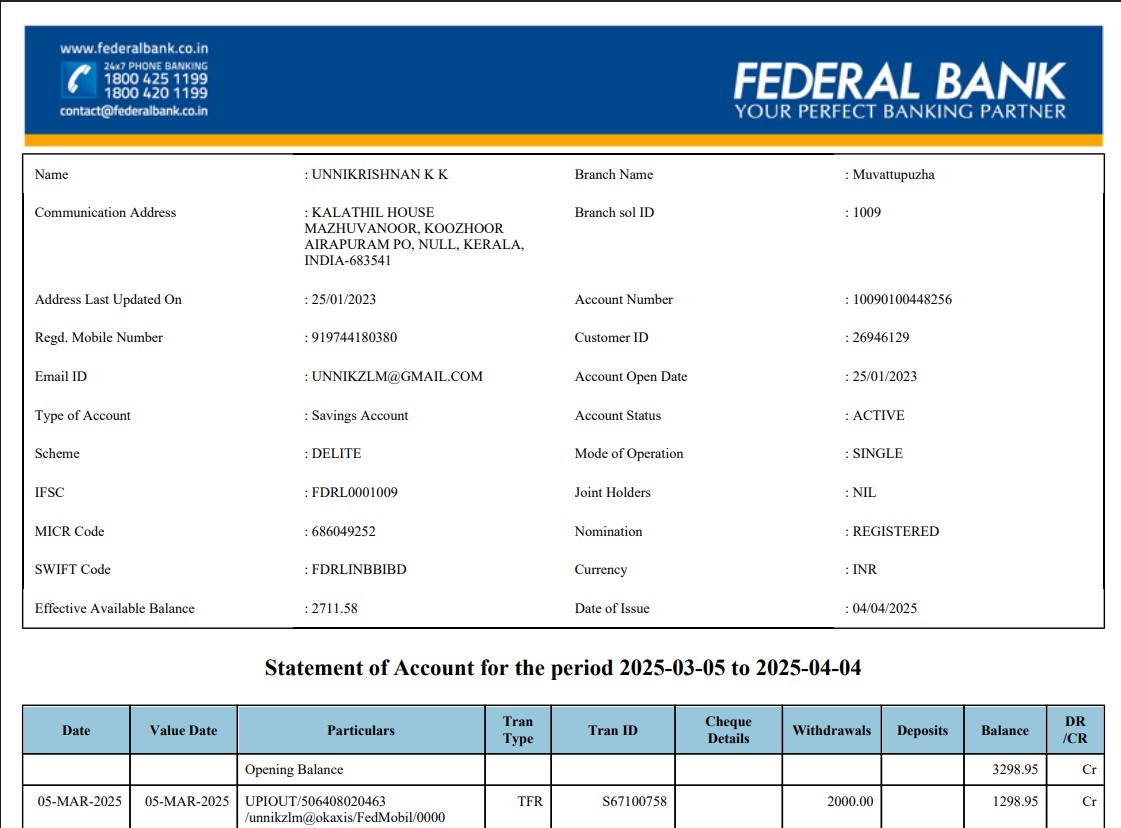 www.federalbank.co.in
24x7 PHONE BANKING
1800 425 1199
1800 420 1199
contact@federalbank.co.in
FEDERAL BANK
YOUR PERFECT BANKING PARTNER
Name : UNNIKRISHNAN K K Branch Name : Muvattupuzha
Communication Address : KALATHIL HOUSE Branch sol ID : 1009
MAZHUVANOOR, KOOZHOOR
AIRAPURAM PO, NULL, KERALA,
INDIA-683541
Address Last Updated On : 25/01/2023 Account Number : 10090100448256
Regd. Mobile Number : 919744180380 Customer ID : 26946129
Email ID : UNNIKZLM@GMAIL.COM Account Open Date : 25/01/2023
Type of Account : Savings Account Account Status : ACTIVE
Scheme : DELITE Mode of Operation : SINGLE
IFSC : FDRL0001009 Joint Holders : NIL
MICR Code : 686049252 Nomination : REGISTERED
SWIFT Code : FDRLINBBIBD Currency : INR
Effective Available Balance : 2711.58 Date of Issue : 04/04/2025
Statement of Account for the period 2025-03-05 to 2025-04-04
Date Value Date Particulars Tran Type Tran ID Cheque Details Withdrawals Deposits Balance DR /CR
Opening Balance 3298.95 Cr
05-MAR-2025 05-MAR-2025 UPIOUT/506408020463 TFR S67100758 2000.00 1298.95 Cr
/unnikzlm@okaxis/FedMobil/0000